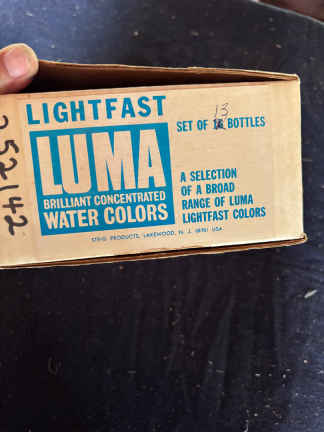 LIGHTFAST
LUMA
BRILLIANT CONCENTRATED
WATER COLORS
13
SET OF BOTTLES
A SELECTION
OF A BROAD
RANGE OF LUMA
LIGHTFAST COLORS
STEIG PRODUCTS, LAKEWOOD, N. J. 08701 USA
252142